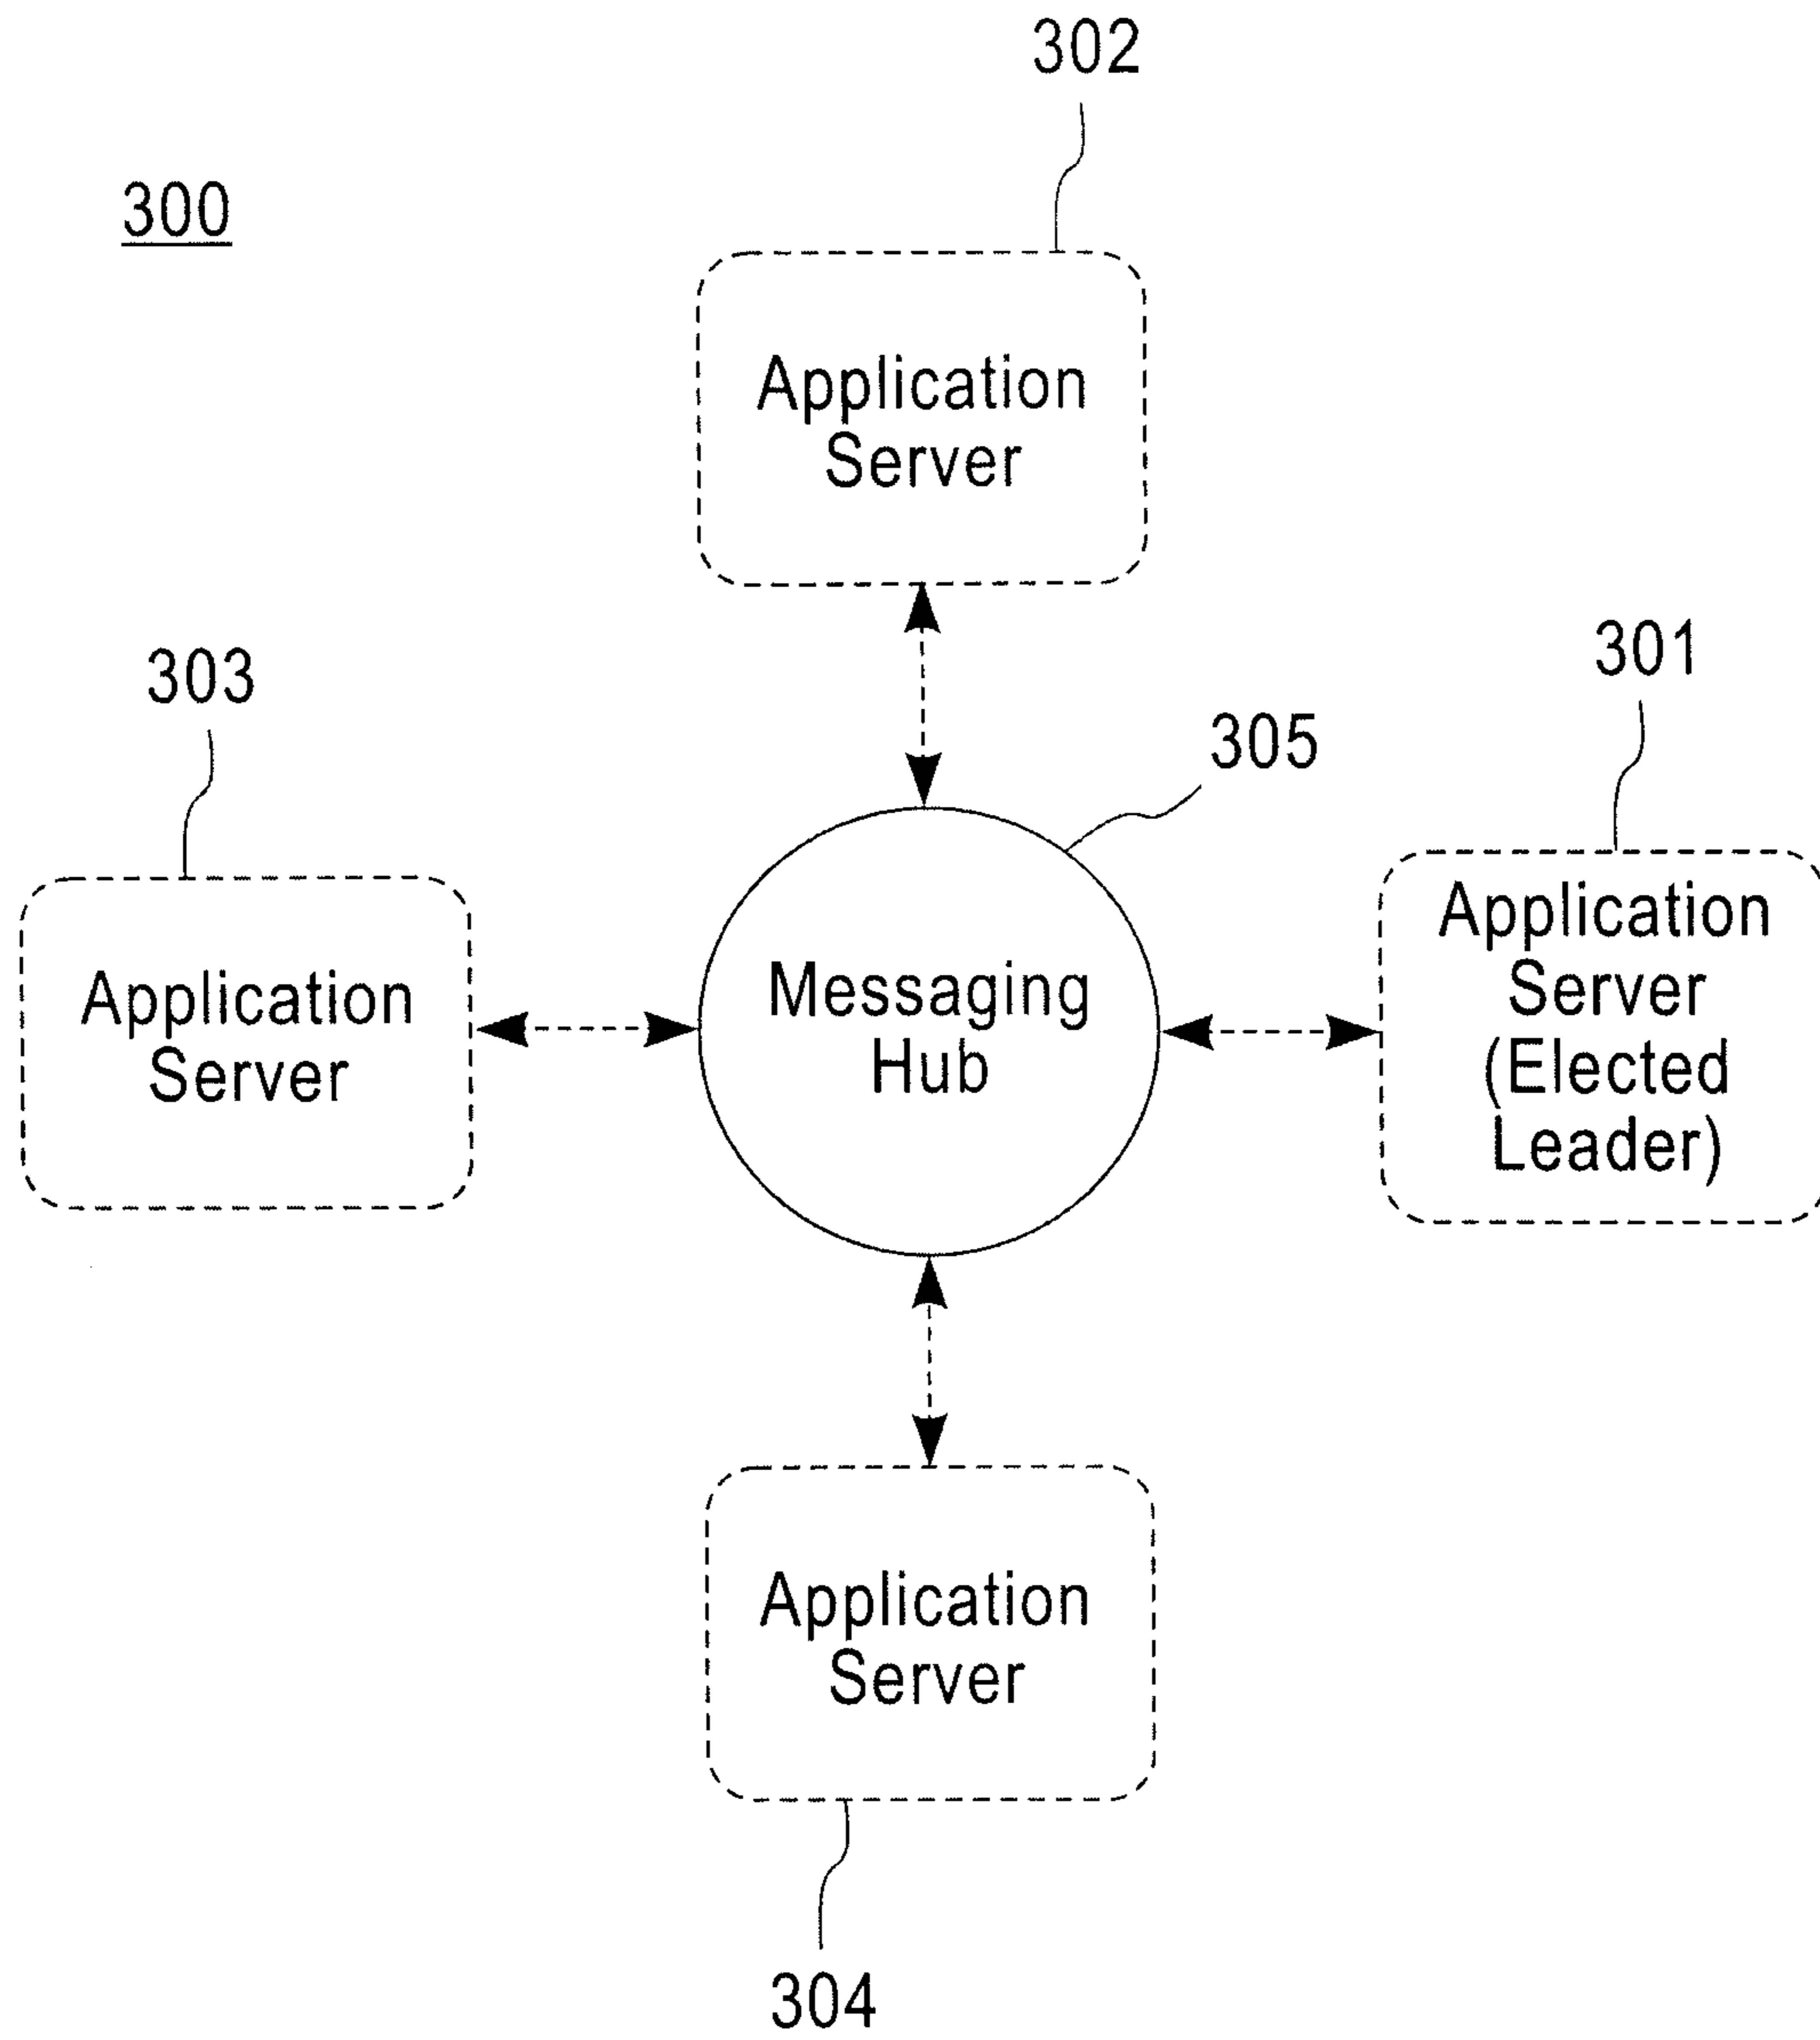 302
300
Application
Server
303
301
305
Application
Server
Messaging
Hub
Application
Server
(Elected
Leader)
Application
Server
304